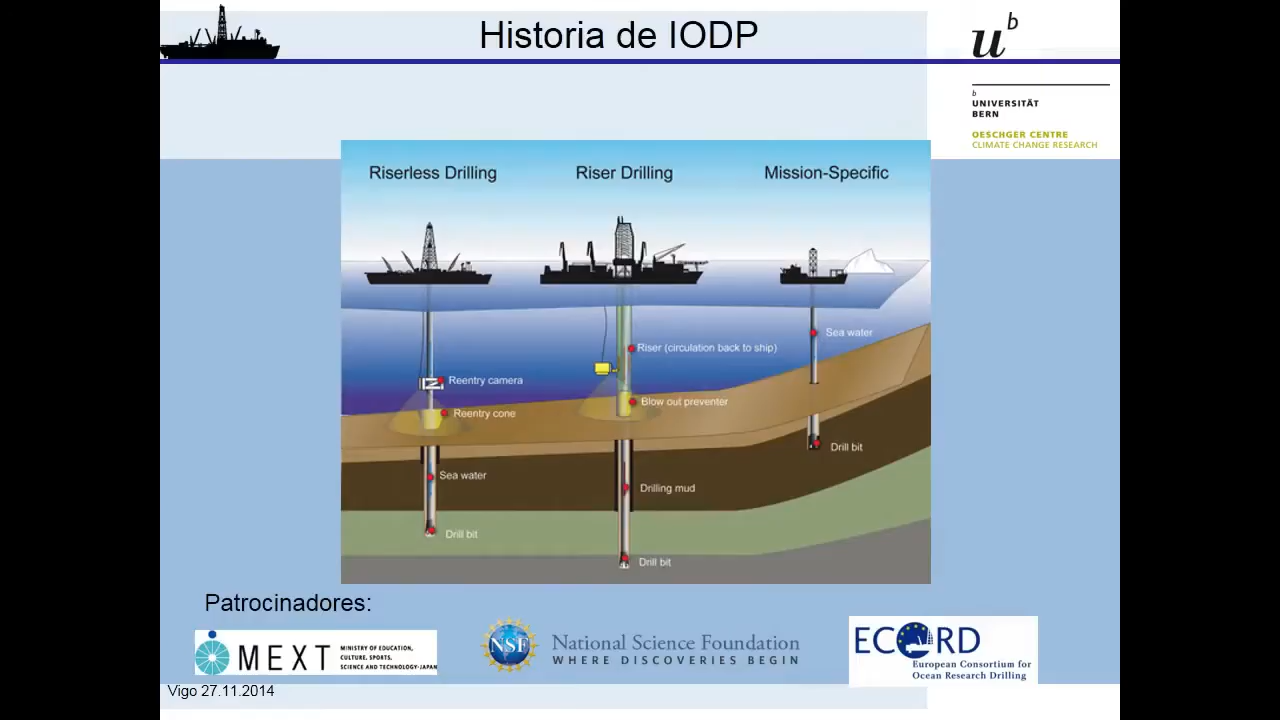 Historia de IODP
u b
b
UNIVERSITÄT
BERN
OESCHGER CENTRE
CLIMATE CHANGE RESEARCH
Riserless Drilling
Riser Drilling
Mission-Specific
Sea water
Riser (circulation back to ship)
Reentry camera
Blow out preventer
Reentry cone
Drill bit
Sea water
Drilling mud
Drill bit
Drill bit
Patrocinadores:
MEXT
MINISTRY OF EDUCATION,
CULTURE, SPORTS,
SCIENCE AND TECHNOLOGY-JAPAN
NSF
National Science Foundation
WHERE DISCOVERIES BEGIN
ECORD
European Consortium for
Ocean Research Drilling
Vigo 27.11.2014